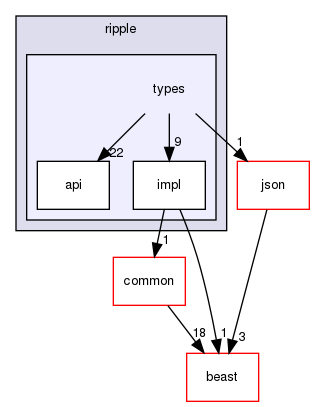 ripple
types
22
9
1
api
impl
json
1
common
18
1
3
beast